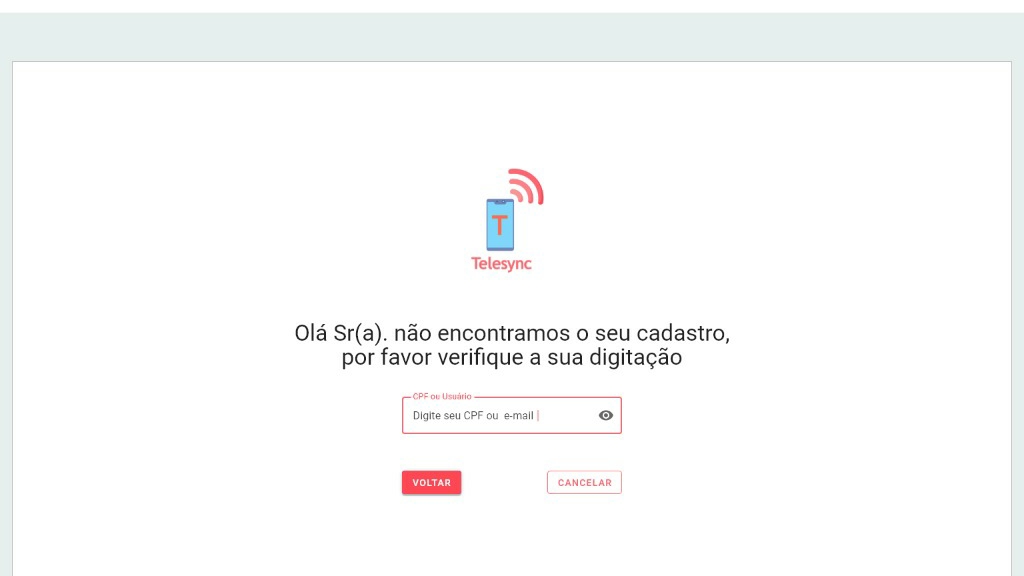 T
Telesync
Olá Sr(a). não encontramos o seu cadastro,
por favor verifique a sua digitação
CPF ou Usuário
Digite seu CPF ou  e-mail
VOLTAR
CANCELAR